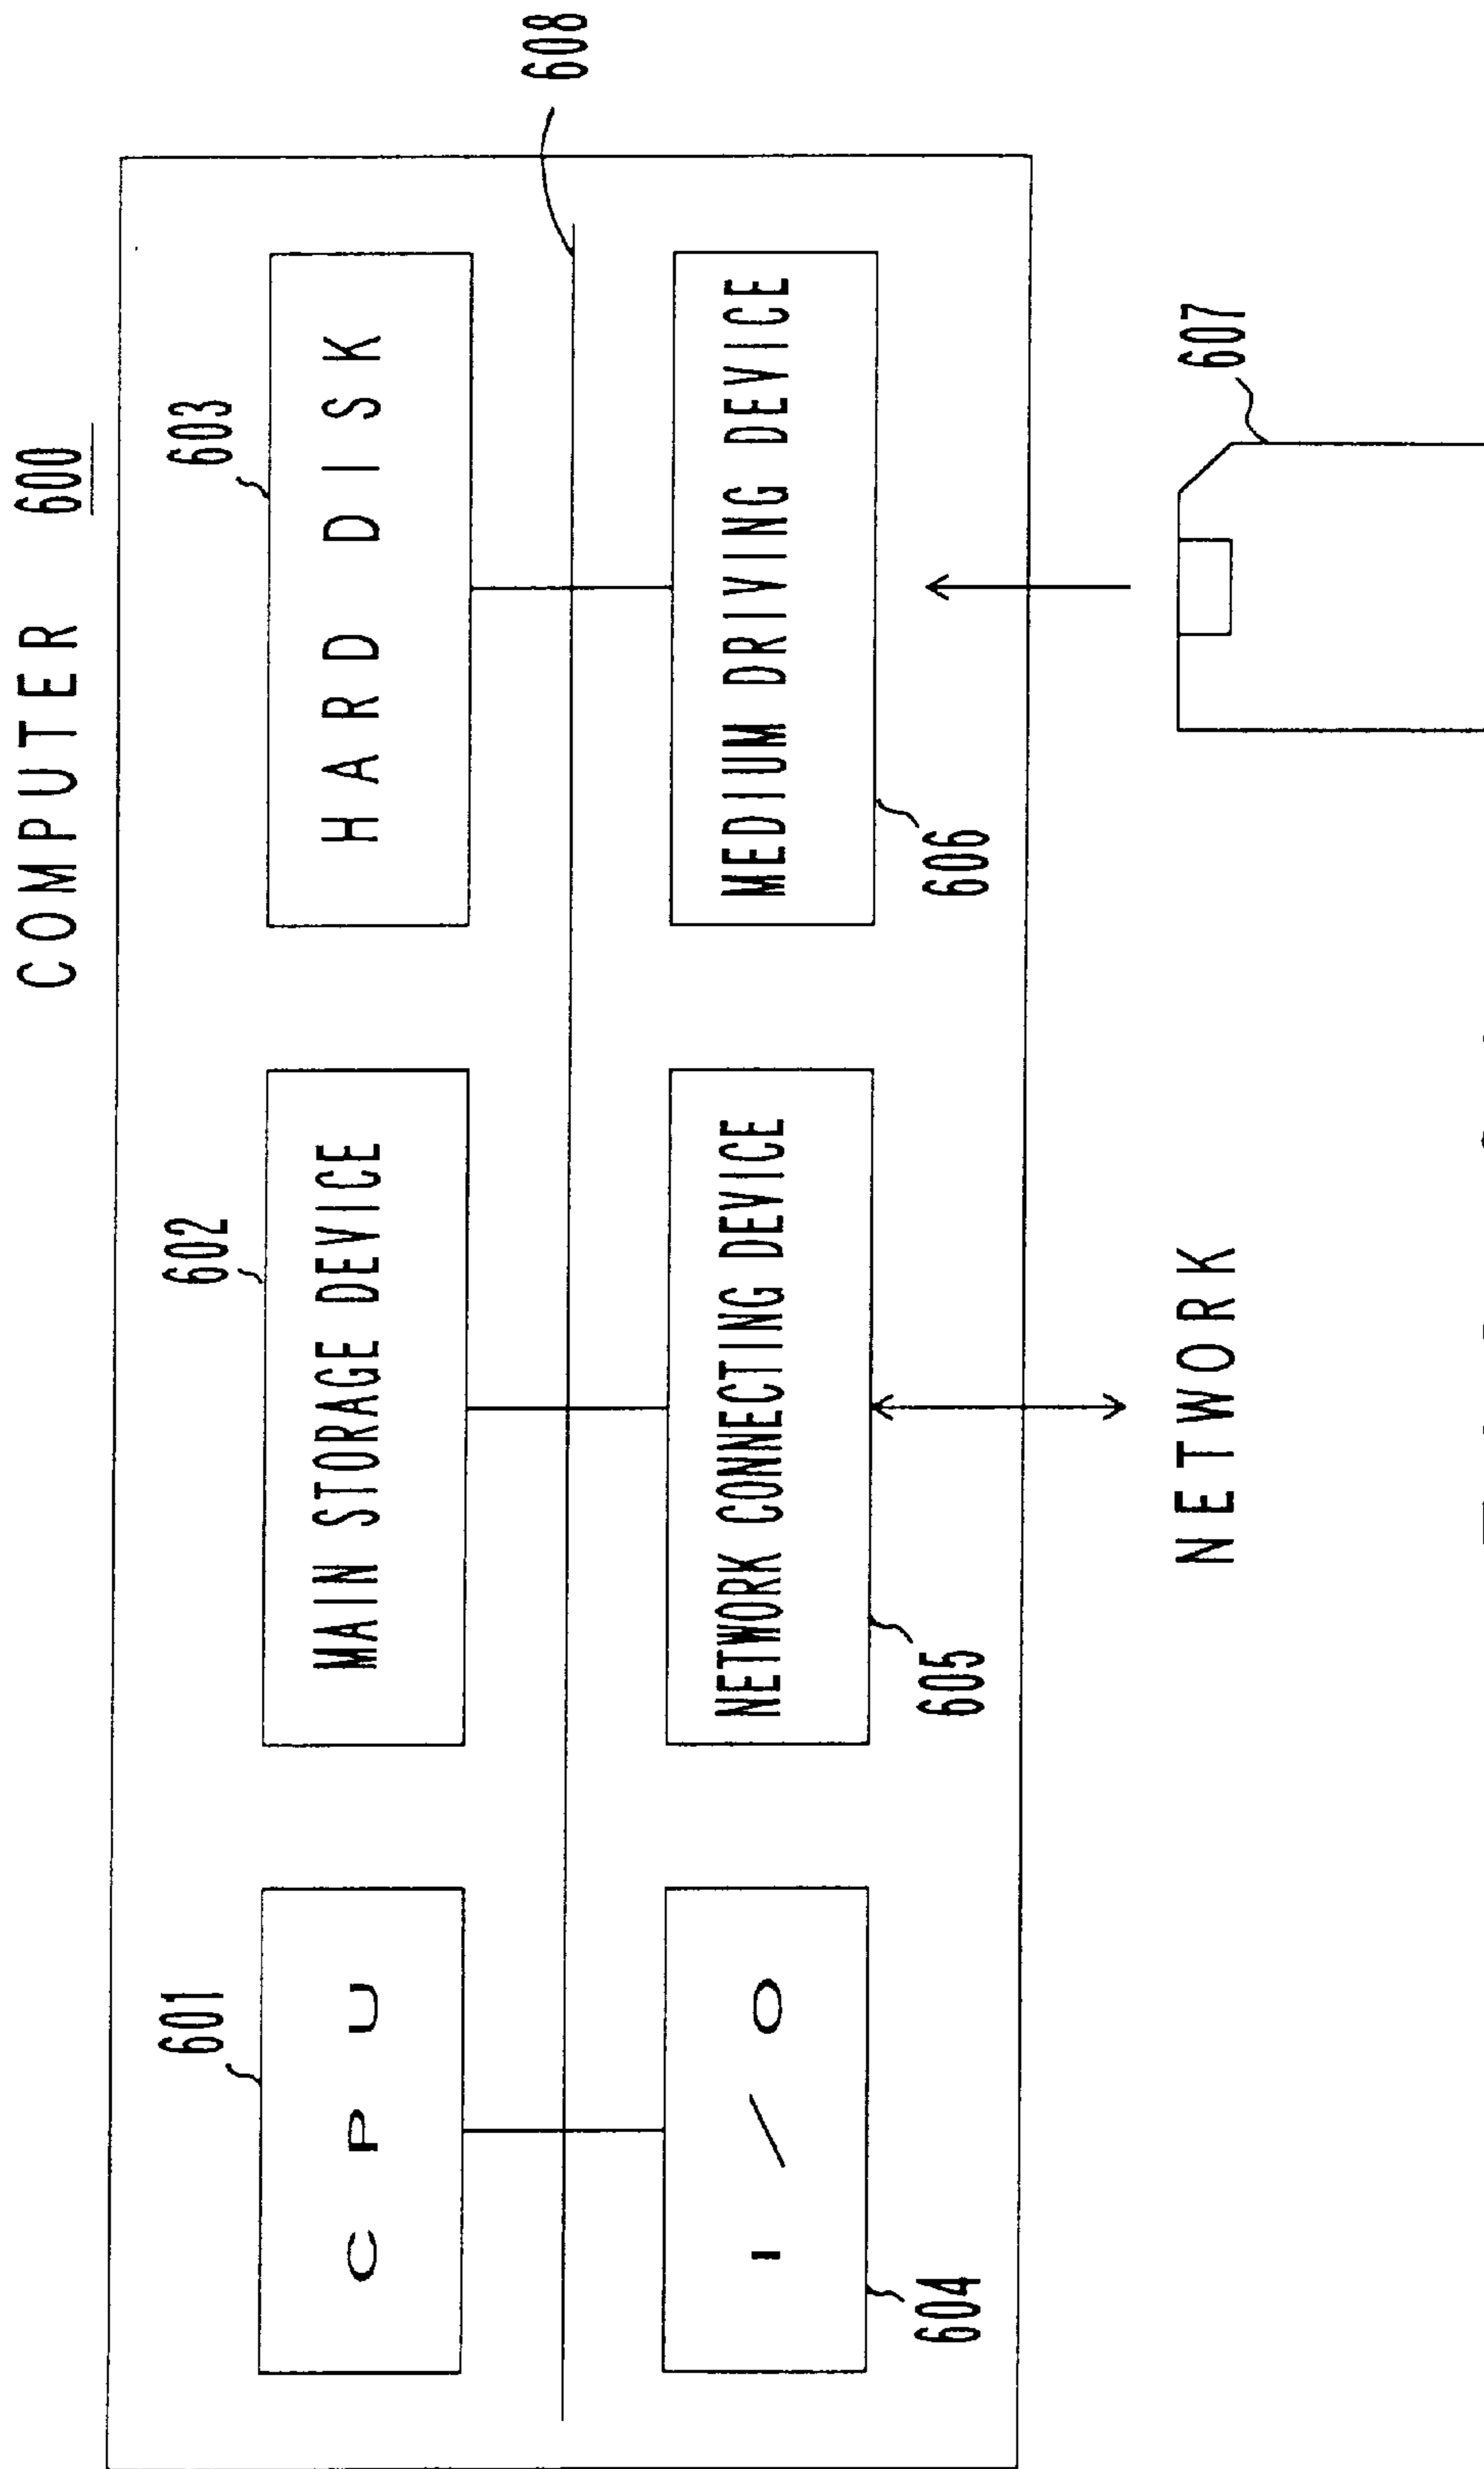 COMPUTER 600
601
602
603
CPU
MAIN STORAGE DEVICE
HARD DISK
608
I/O
NETWORK CONNECTING DEVICE
MEDIUM DRIVING DEVICE
604
605
606
NETWORK
607